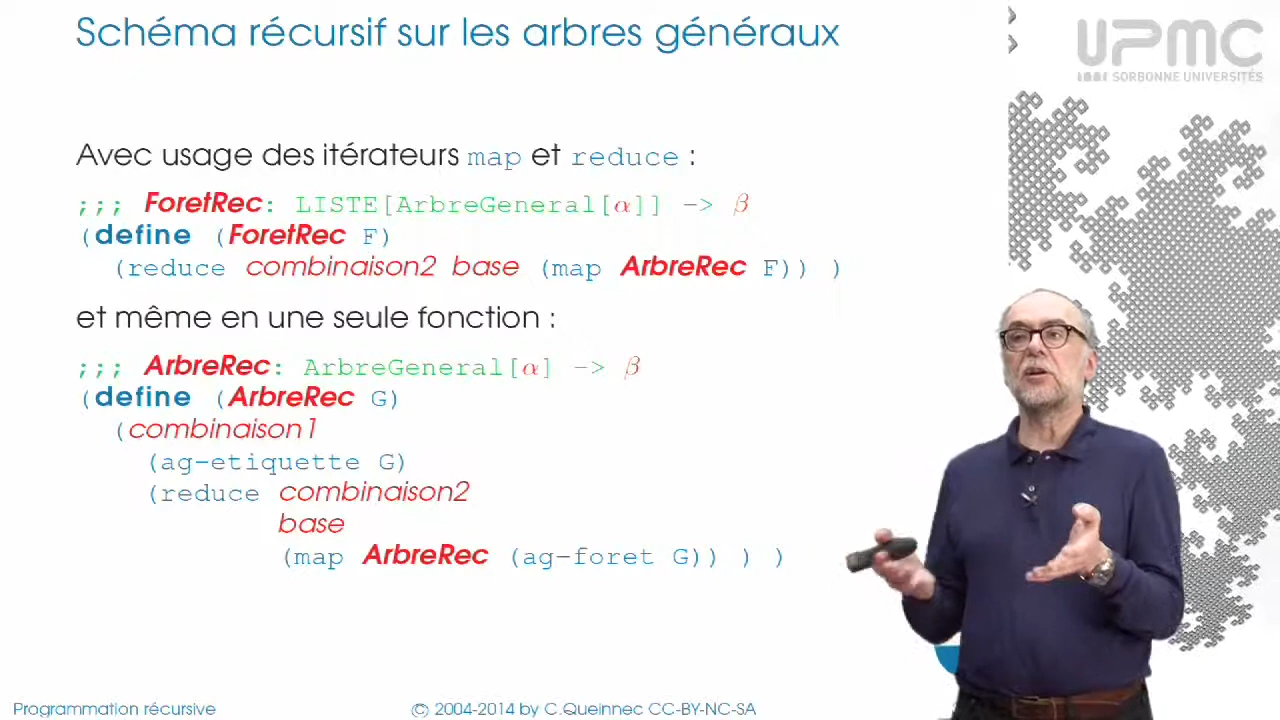 Schéma récursif sur les arbres généraux
UPMC
SORBONNE UNIVERSITÉS
Avec usage des itérateurs map et reduce :
;;; ForetRec: LISTE[ArbreGeneral[α]] -> β
(define (ForetRec F)
(reduce combinaison2 base (map ArbreRec F)) )
et même en une seule fonction :
;;; ArbreRec: ArbreGeneral[α] -> β
(define (ArbreRec G)
(combinaison1
(ag-etiquette G)
(reduce combinaison2
base
(map ArbreRec (ag-foret G)) ) )
Programmation récursive
© 2004-2014 by C.Queinnec CC-BY-NC-SA